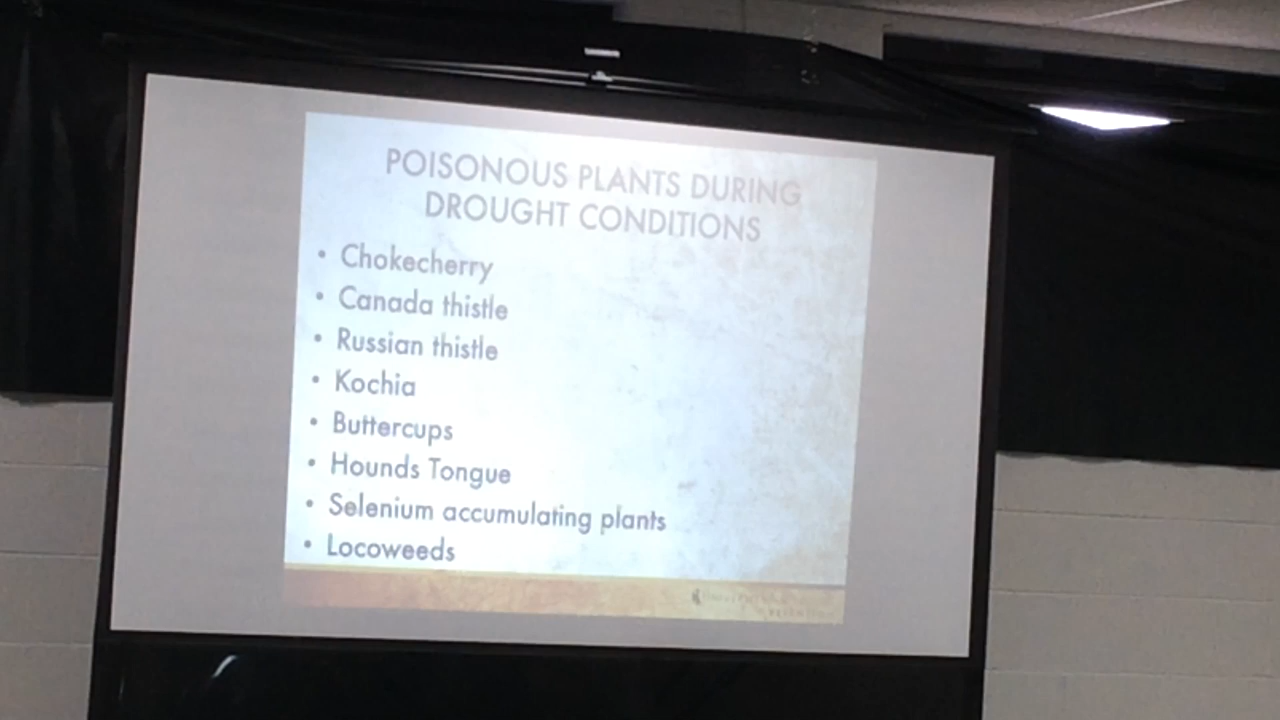 POISONOUS PLANTS DURING
DROUGHT CONDITIONS
• Chokecherry
• Canada thistle
• Russian thistle
• Kochia
• Buttercups
• Hounds Tongue
• Selenium accumulating plants
• Locoweeds